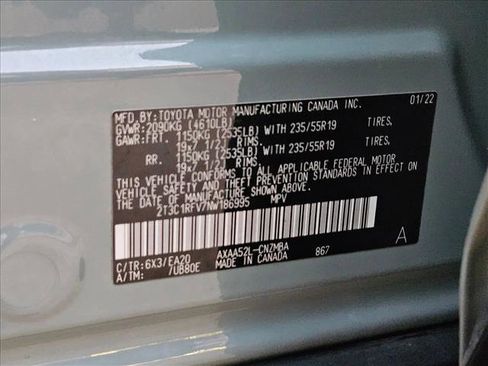 MFD. BY: TOYOTA MOTOR MANUFACTURING CANADA INC. 01/22
GVWR: 2090KG (4610LB)
GAWR: FRT. 1150KG (2535LB) WITH 235/55R19 TIRES,
19x7 1/2J RIMS,
RR. 1150KG (2535LB) WITH 235/55R19 TIRES,
19x7 1/2J RIMS,
THIS VEHICLE CONFORMS TO ALL APPLICABLE FEDERAL MOTOR
VEHICLE SAFETY AND THEFT PREVENTION STANDARDS IN EFFECT ON
THE DATE OF MANUFACTURE SHOWN ABOVE.
2T3C1RFV7NW186995 MPV
C/TR: 6X3/EA20 AXAA52L-CNZMBA 867 A
A/TM: /UB80E MADE IN CANADA